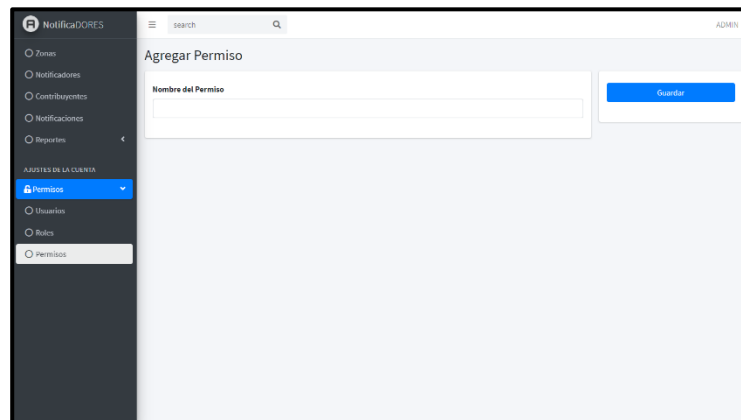 R NotificaDORES
search
ADMIN
Zonas
Notificadores
Contribuyentes
Notificaciones
Reportes
AJUSTES DE LA CUENTA
Permisos
Usuarios
Roles
Permisos
Agregar Permiso
Nombre del Permiso
Guardar